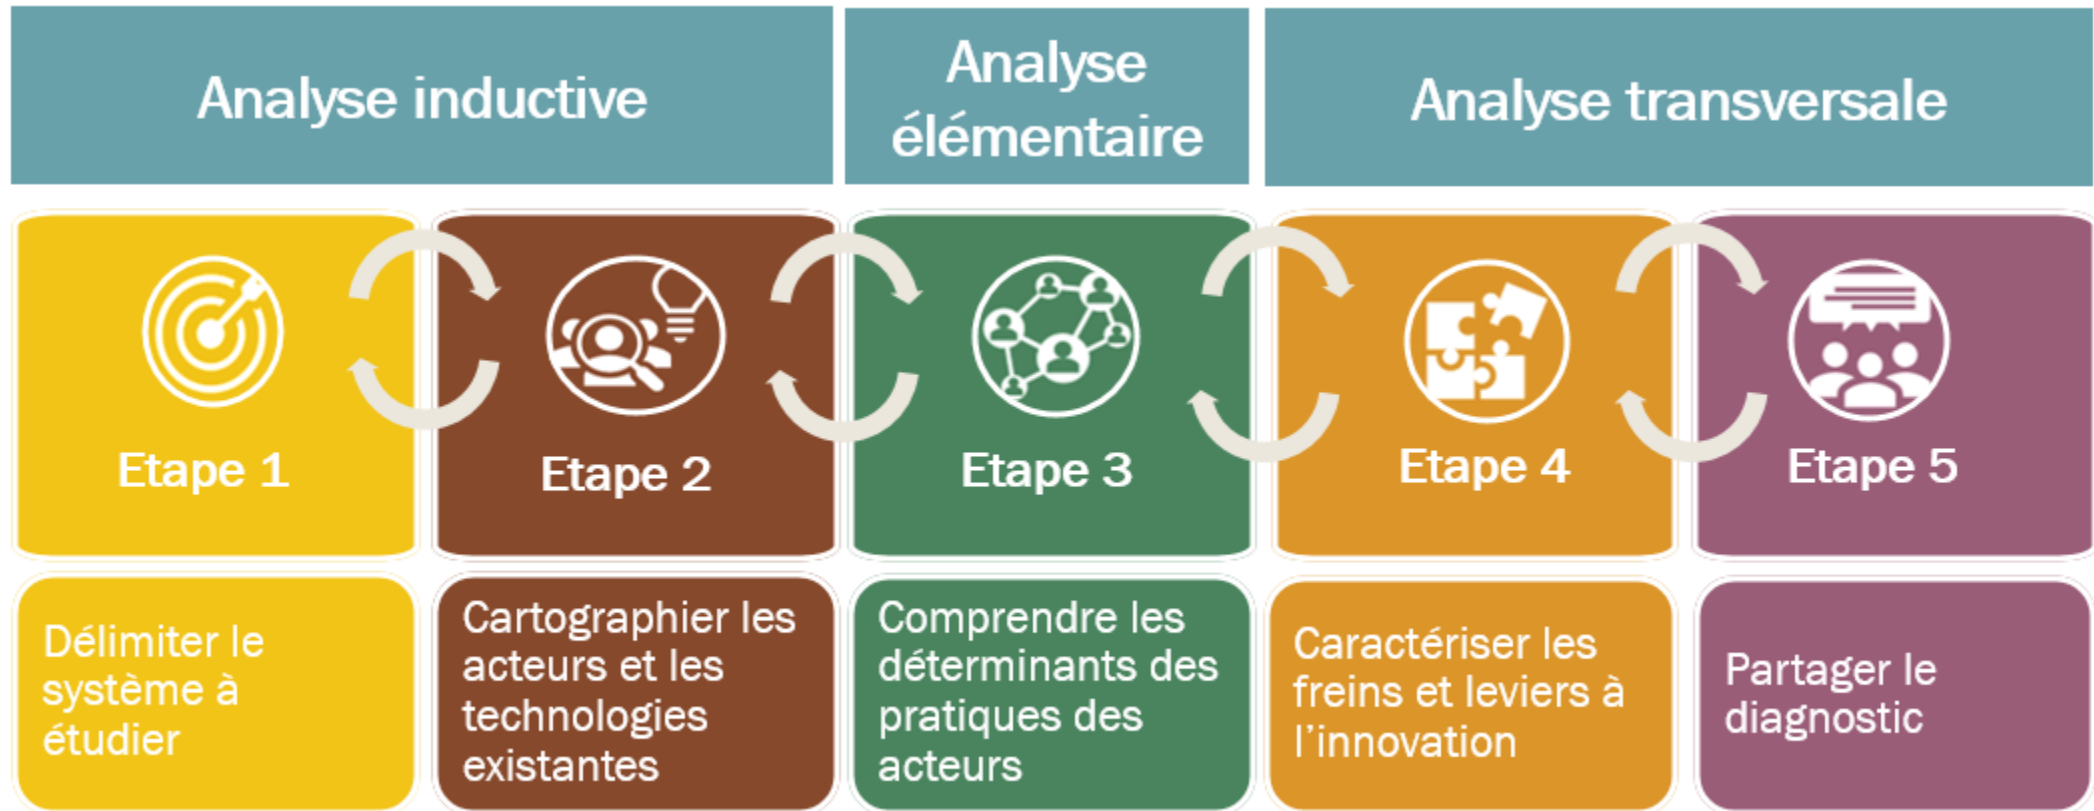 Analyse inductive
Analyse
élémentaire
Analyse transversale
Etape 1
Etape 2
Etape 3
Etape 4
Etape 5
Délimiter le
système à
étudier
Cartographier les
acteurs et les
technologies
existantes
Comprendre les
déterminants des
pratiques des
acteurs
Caractériser les
freins et leviers à
l’innovation
Partager le
diagnostic